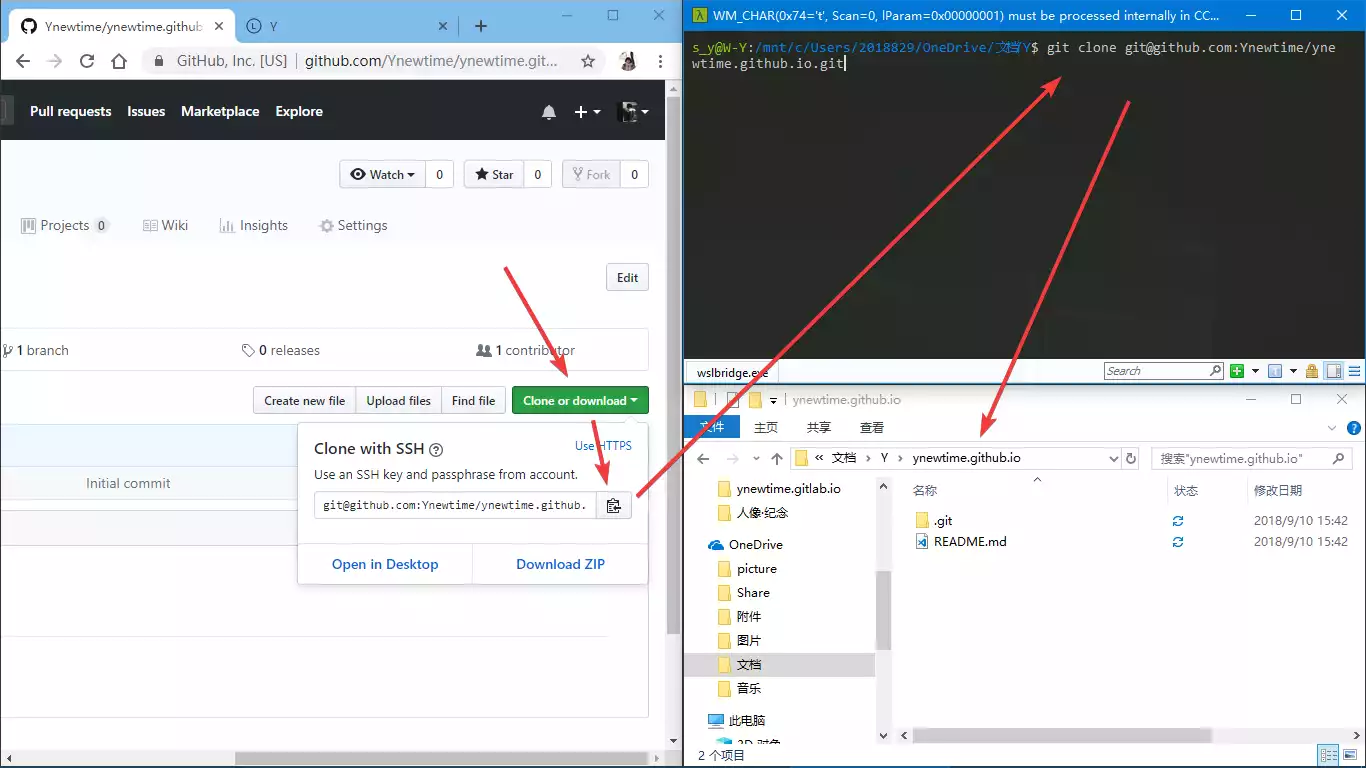 Ynewtime/ynewtime.github
Y
GitHub, Inc. [US]
github.com/Ynewtime/ynewtime.git...
Pull requests Issues Marketplace Explore
Watch 0
Star 0
Fork 0
Projects 0
Wiki
Insights
Settings
Edit
1 branch
0 releases
1 contributor
Create new file
Upload files
Find file
Clone or download
Initial commit
Clone with SSH
Use HTTPS
Use an SSH key and passphrase from account.
git@github.com:Ynewtime/ynewtime.github.
Open in Desktop
Download ZIP
WM_CHAR(0x74='t', Scan=0, lParam=0x00000001) must be processed internally in CC...
s_y@W-Y:/mnt/c/Users/2018829/OneDrive/文档/Y$ git clone git@github.com:Ynewtime/yne
wtime.github.io.git
wslbridge.exe
Search
ynewtime.github.io
文件 主页 共享 查看
« 文档 › Y › ynewtime.github.io
搜索"ynewtime.github.io"
ynewtime.gitlab.io
人像·纪念
OneDrive
picture
Share
附件
图片
文档
音乐
此电脑
3D 对象
名称 状态 修改日期
.git 2018/9/10 15:42
README.md 2018/9/10 15:42
2 个项目